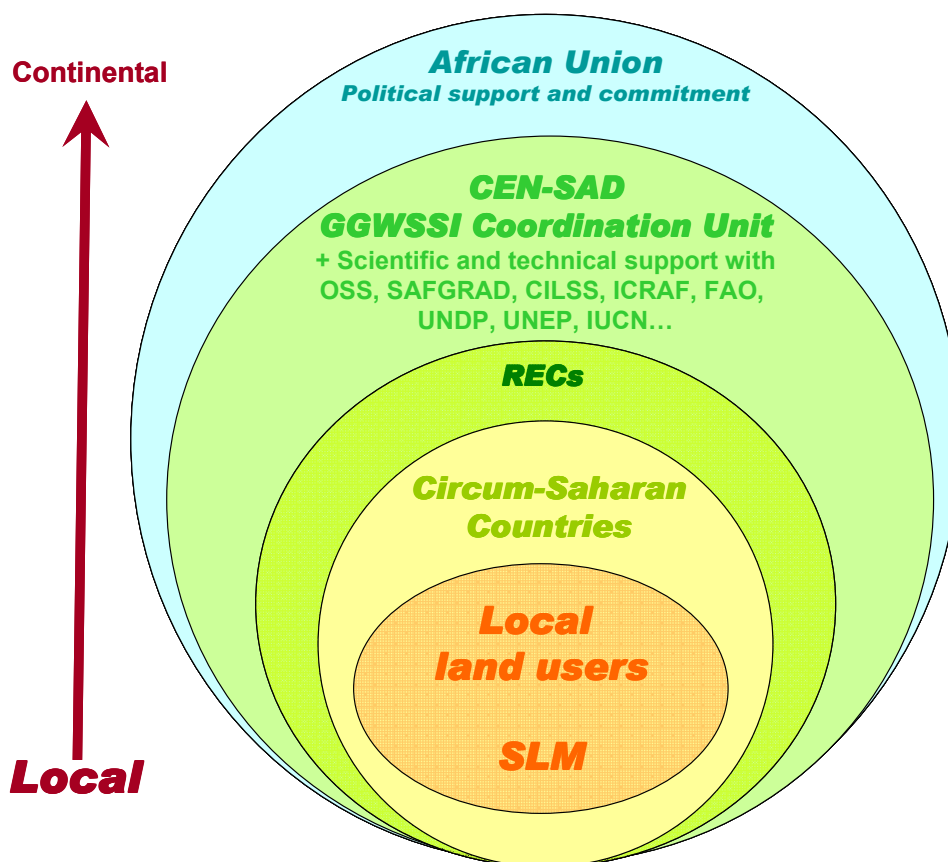 Continental
African Union
Political support and commitment
CEN-SAD
GGWSSI Coordination Unit
+ Scientific and technical support with
OSS, SAFGRAD, CILSS, ICRAF, FAO,
UNDP, UNEP, IUCN…
RECs
Circum-Saharan
Countries
Local
land users
SLM
Local